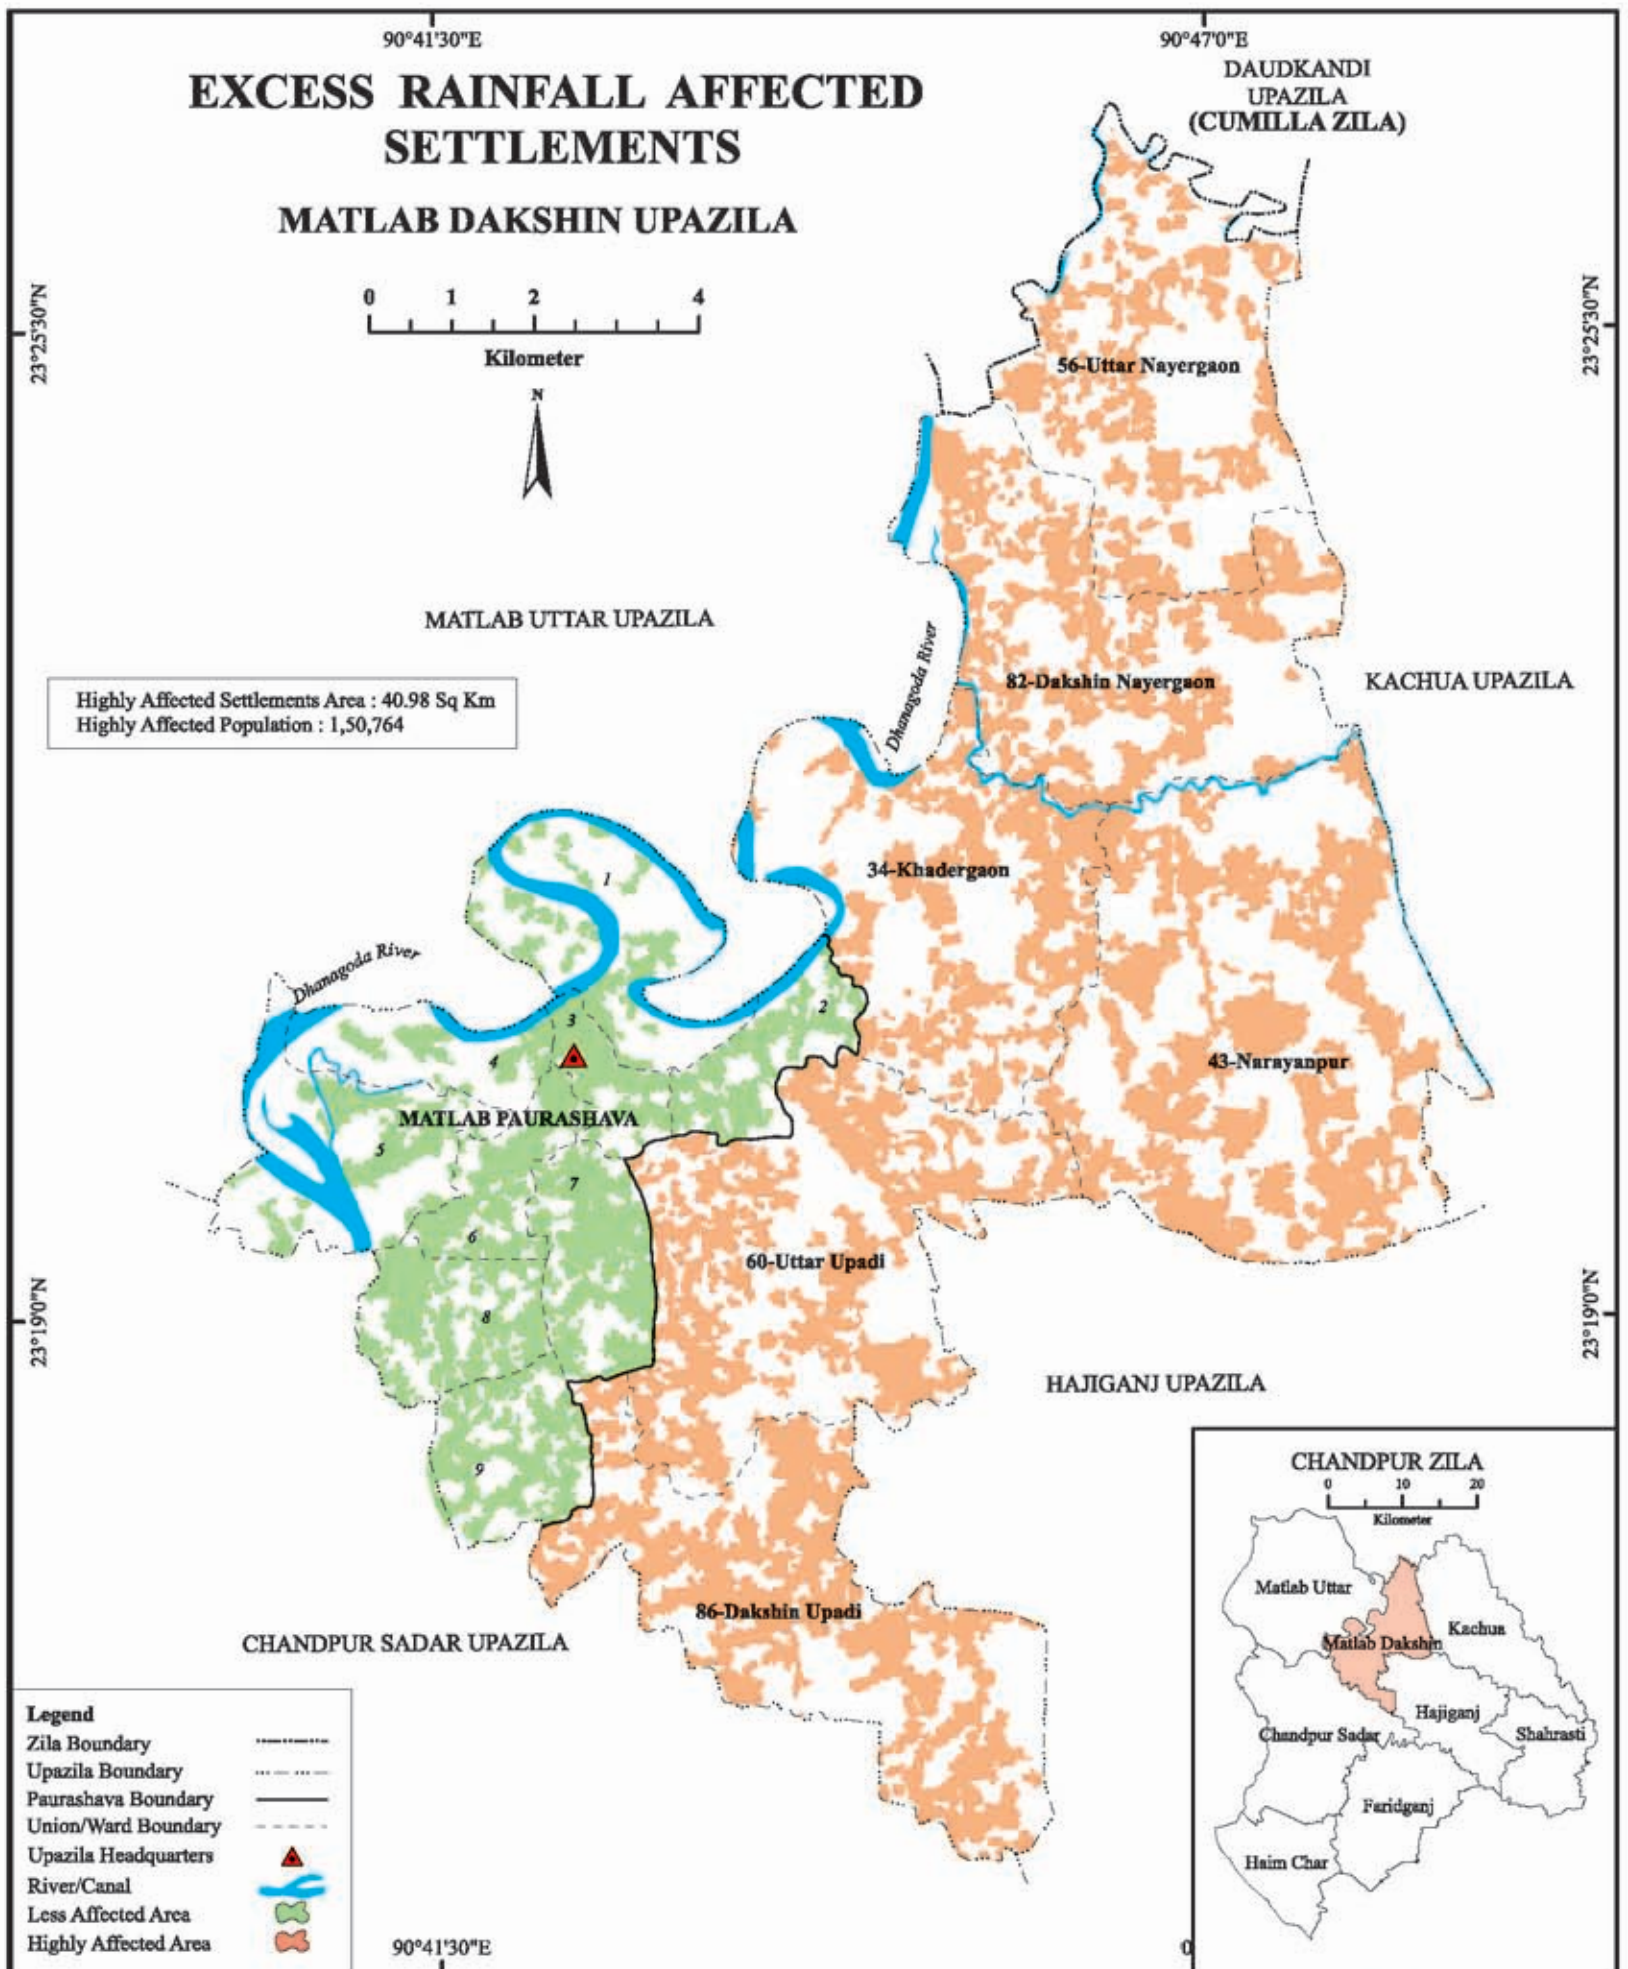 90°41'30"E
90°47'0"E
DAUDKANDI
UPAZILA
(CUMILLA ZILA)
EXCESS RAINFALL AFFECTED
SETTLEMENTS
MATLAB DAKSHIN UPAZILA
0 1 2 4
Kilometer
N
23°25'30"N
23°25'30"N
56-Uttar Nayergaon
MATLAB UTTAR UPAZILA
Dhanagoda River
82-Dakshin Nayergaon
KACHUA UPAZILA
Highly Affected Settlements Area : 40.98 Sq Km
Highly Affected Population : 1,50,764
34-Khadergaon
1
Dhanagoda River
2
3
4
43-Narayanpur
MATLAB PAURASHAVA
5
7
6
60-Uttar Upadi
8
23°19'0"N
23°19'0"N
HAJIGANJ UPAZILA
9
86-Dakshin Upadi
CHANDPUR SADAR UPAZILA
CHANDPUR ZILA
0 10 20
Kilometer
Matlab Uttar
Kachua
Matlab Dakshin
Hajiganj
Chandpur Sadar
Shahrasti
Faridganj
Haim Char
Legend
Zila Boundary
Upazila Boundary
Paurashava Boundary
Union/Ward Boundary
Upazila Headquarters
River/Canal
Less Affected Area
Highly Affected Area
90°41'30"E
0